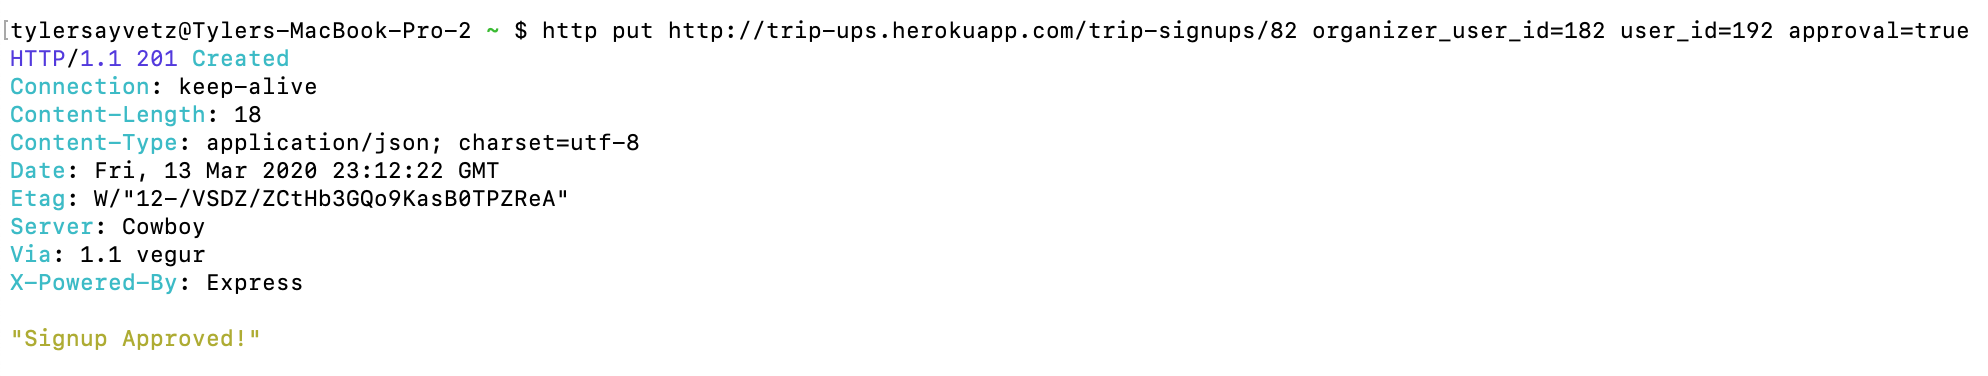 [tylersayvetz@Tylers-MacBook-Pro-2 ~ $ http put http://trip-ups.herokuapp.com/trip-signups/82 organizer_user_id=182 user_id=192 approval=true
HTTP/1.1 201 Created
Connection: keep-alive
Content-Length: 18
Content-Type: application/json; charset=utf-8
Date: Fri, 13 Mar 2020 23:12:22 GMT
Etag: W/"12-/VSDZ/ZCtHb3GQo9KasB0TPZReA"
Server: Cowboy
Via: 1.1 vegur
X-Powered-By: Express
"Signup Approved!"